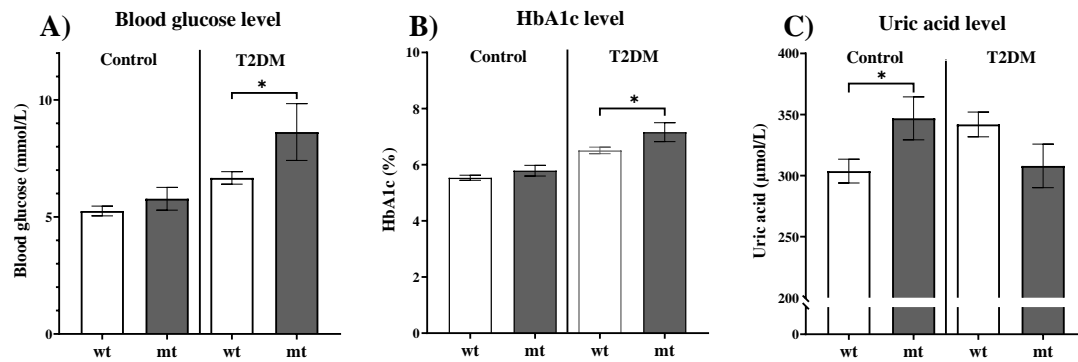 A)
Blood glucose level
Control
T2DM
*
Blood glucose (mmol/L)
10
5
0
wt
mt
wt
mt
B)
HbA1c level
Control
T2DM
*
HbA1c (%)
10
8
6
4
2
0
wt
mt
wt
mt
C)
Uric acid level
Control
T2DM
*
Uric acid (μmol/L)
400
350
300
250
200
0
wt
mt
wt
mt